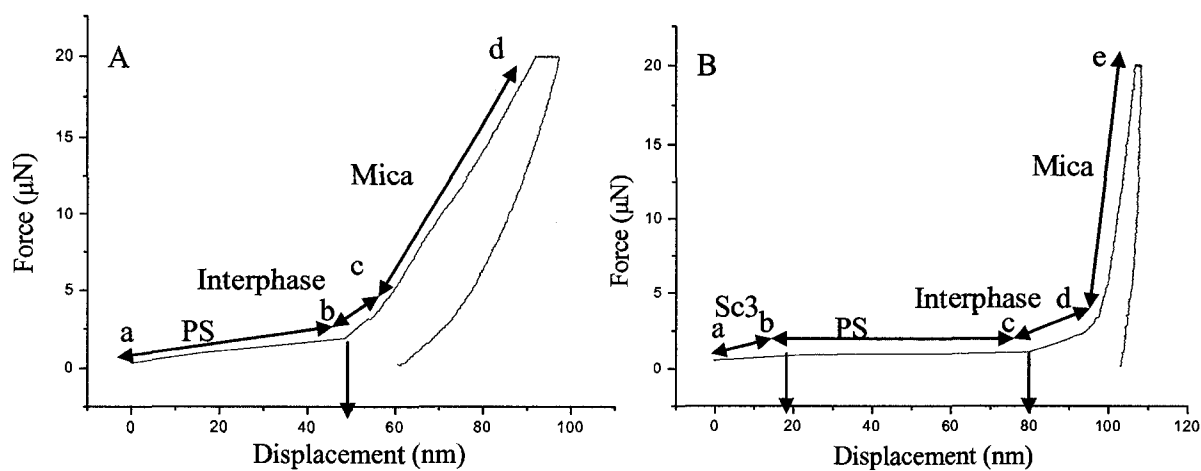 A
20
15
10
5
0
Force (μN)
d
Mica
Interphase
c
b
a
PS
0
20
40
60
80
100
Displacement (nm)
B
20
15
10
5
0
Force (μN)
e
Mica
Interphase
d
Sc3
c
b
a
PS
0
20
40
60
80
100
120
Displacement (nm)